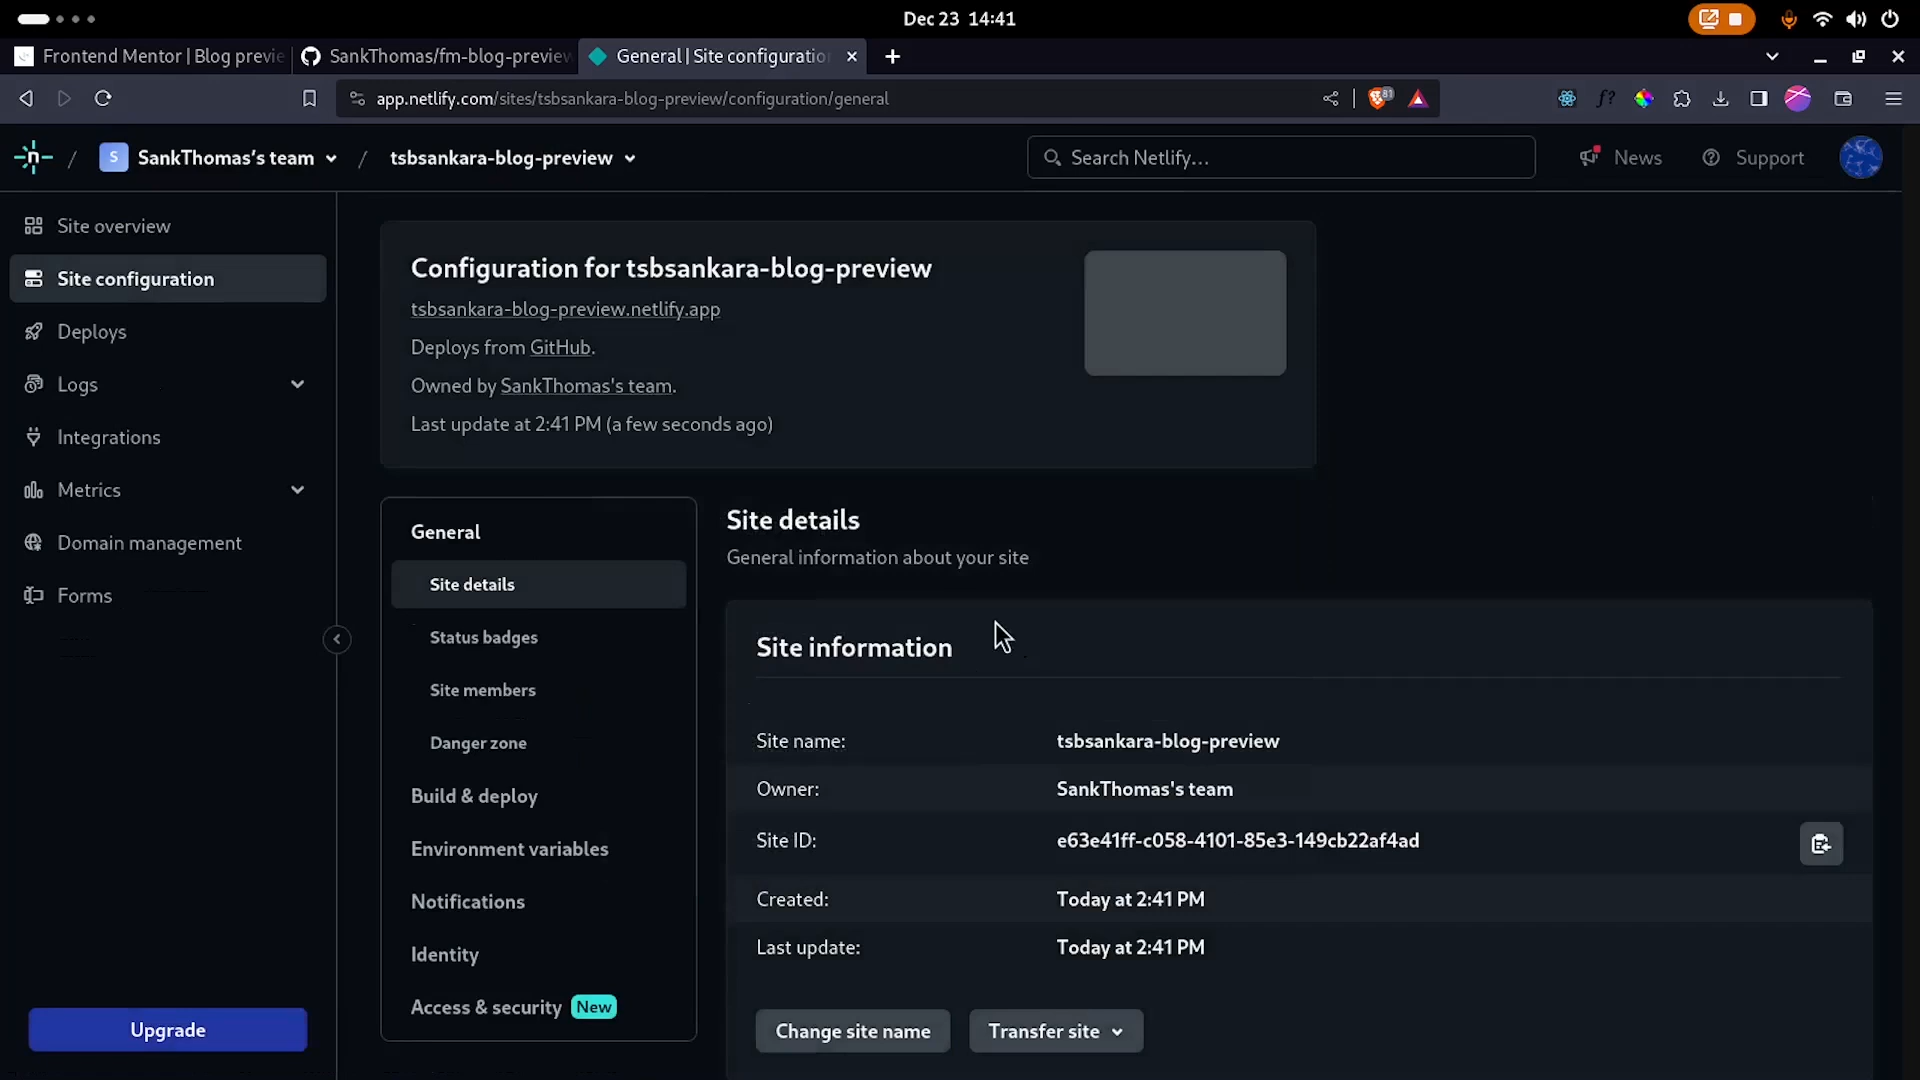 Dec 23 14:41
Frontend Mentor | Blog previe
SankThomas/fm-blog-preview
General | Site configuratio
app.netlify.com/sites/tsbsankara-blog-preview/configuration/general
81
f?
n
/
S
SankThomas's team
/
tsbsankara-blog-preview
Search Netlify...
News
Support
Site overview
Site configuration
Deploys
Logs
Integrations
Metrics
Domain management
Forms
Upgrade
Configuration for tsbsankara-blog-preview
tsbsankara-blog-preview.netlify.app
Deploys from GitHub.
Owned by SankThomas's team.
Last update at 2:41 PM (a few seconds ago)
General
Site details
Status badges
Site members
Danger zone
Build & deploy
Environment variables
Notifications
Identity
Access & security New
Site details
General information about your site
Site information
Site name: tsbsankara-blog-preview
Owner: SankThomas's team
Site ID: e63e41ff-c058-4101-85e3-149cb22af4ad
Created: Today at 2:41 PM
Last update: Today at 2:41 PM
Change site name
Transfer site